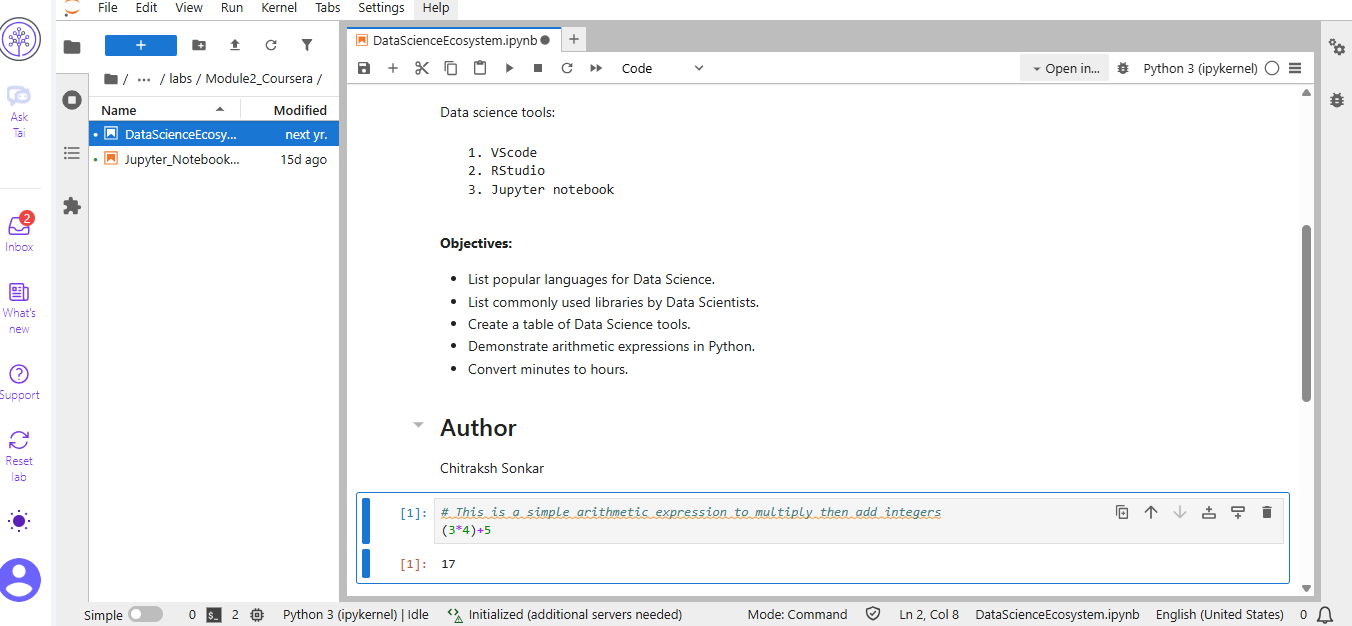 File Edit View Run Kernel Tabs Settings Help
DataScienceEcosystem.ipynb
Code
Open in...
Python 3 (ipykernel)
/ ... / labs / Module2_Coursera /
Name Modified
DataScienceEcosy... next yr.
Jupyter_Notebook... 15d ago
Ask
Tai
2
Inbox
What's
new
Support
Reset
lab
Data science tools:
1. VScode
2. RStudio
3. Jupyter notebook
Objectives:
• List popular languages for Data Science.
• List commonly used libraries by Data Scientists.
• Create a table of Data Science tools.
• Demonstrate arithmetic expressions in Python.
• Convert minutes to hours.
Author
Chitraksh Sonkar
[1]: # This is a simple arithmetic expression to multiply then add integers
(3*4)+5
[1]: 17
Simple 0 $_ 2 Python 3 (ipykernel) | Idle Initialized (additional servers needed) Mode: Command Ln 2, Col 8 DataScienceEcosystem.ipynb English (United States) 0